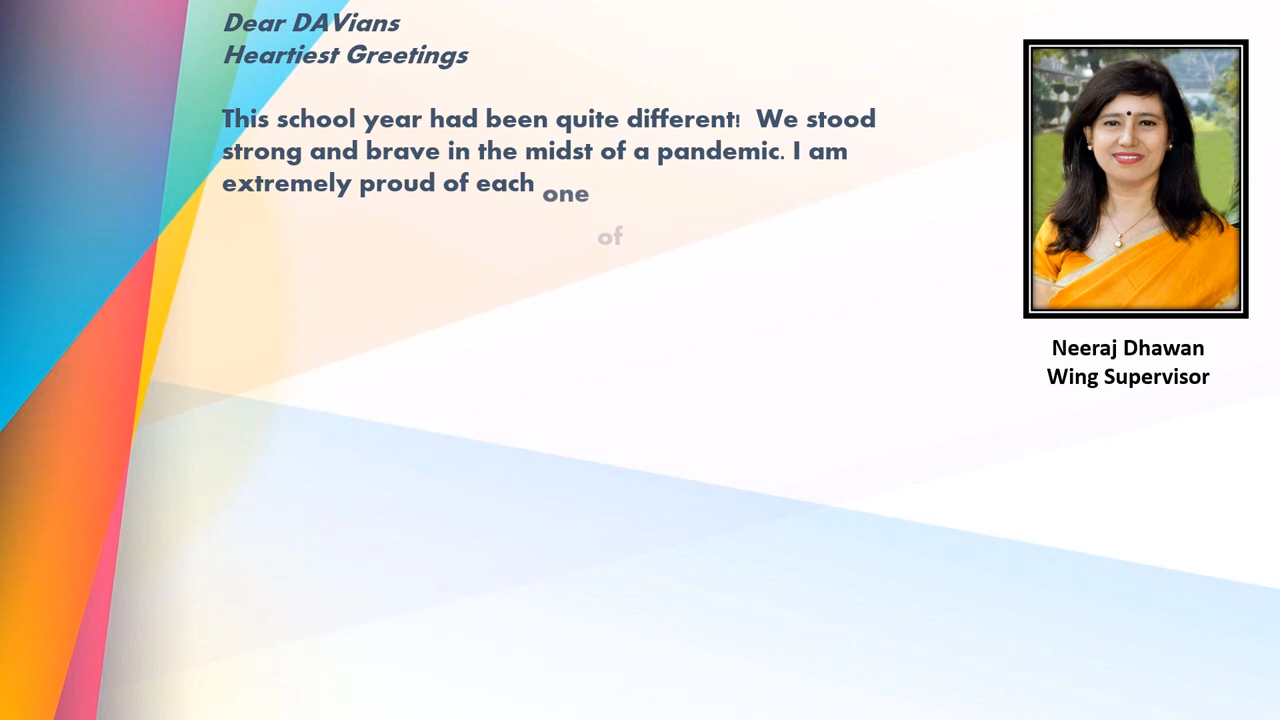 Dear DAVians
Heartiest Greetings
This school year had been quite different!  We stood
strong and brave in the midst of a pandemic. I am
extremely proud of each one
of
Neeraj Dhawan
Wing Supervisor